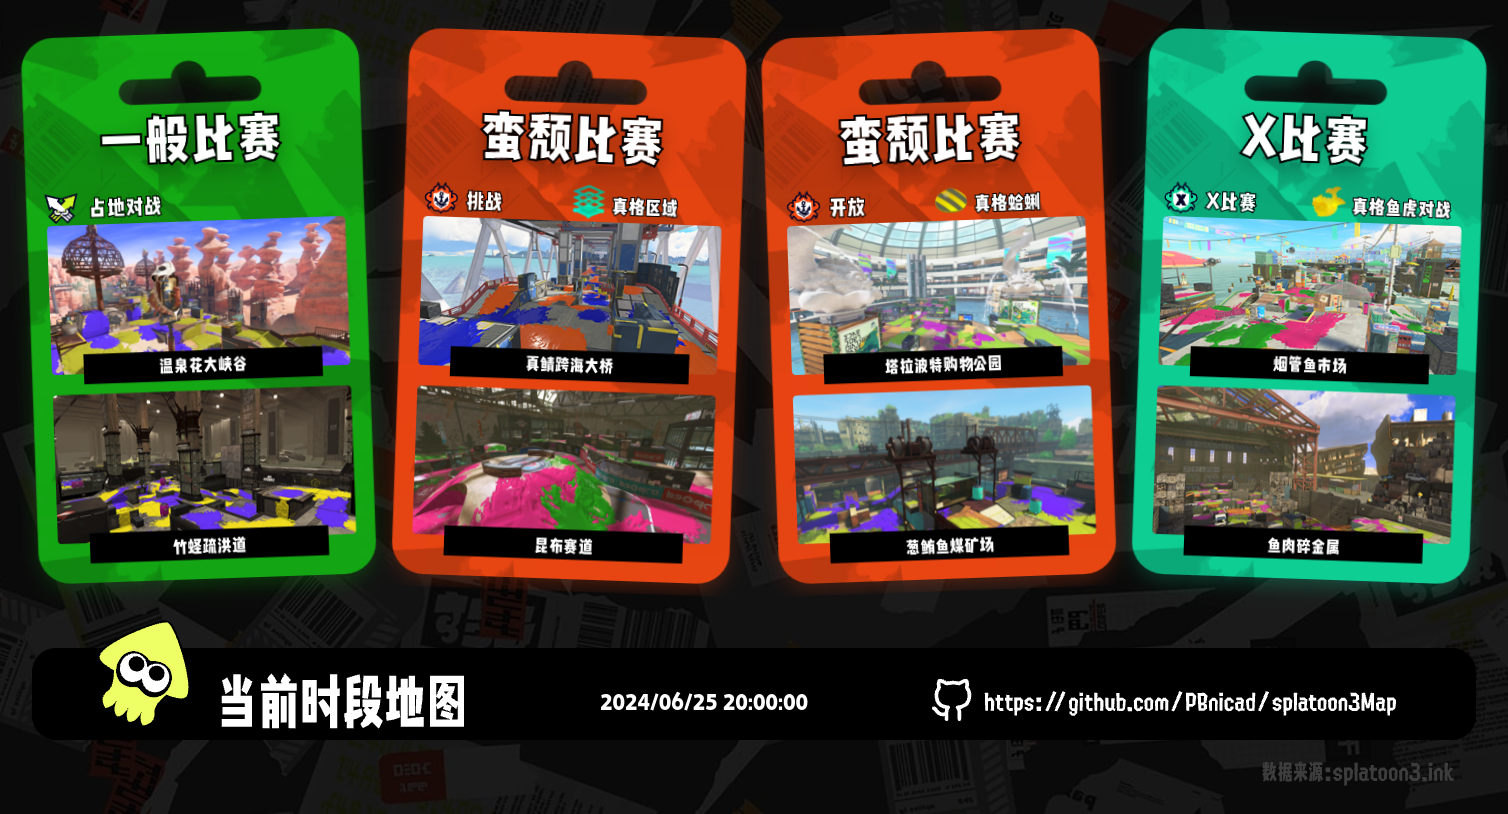 一般比赛
占地对战
温泉花大峡谷
竹蛏疏洪道
蛮颓比赛
挑战
真格区域
真鲷跨海大桥
昆布赛道
蛮颓比赛
开放
真格蛤蜊
塔拉波特购物公园
葱鲔鱼煤矿场
X比赛
X比赛
真格鱼虎对战
烟管鱼市场
鱼肉碎金属
当前时段地图
2024/06/25 20:00:00
https://github.com/PBnicad/splatoon3Map
数据来源:splatoon3.ink